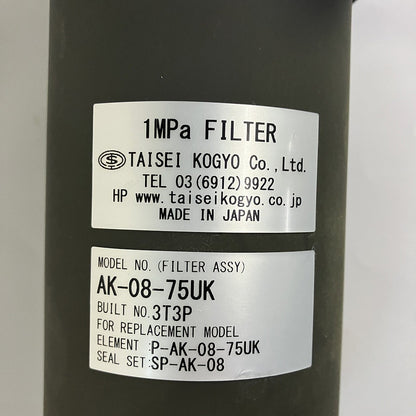 1MPa FILTER
TAISEI KOGYO Co.,Ltd.
TEL 03(6912)9922
HP www.taiseikogyo.co.jp
MADE IN JAPAN
MODEL NO.(FILTER ASSY)
AK-08-75UK
BUILT NO.3T3P
FOR REPLACEMENT MODEL
ELEMENT :P-AK-08-75UK
SEAL SET:SP-AK-08